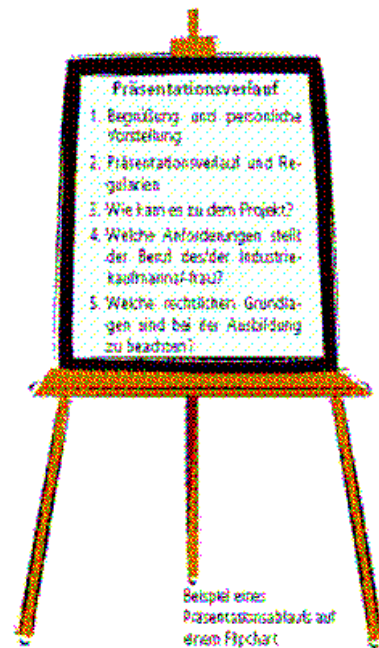 Präsentationsverlauf
1. Begrüßung und persönliche
Vorstellung
2. Präsentationsverlauf und Re-
gularien
3. Wie kam es zu dem Projekt?
4. Welche Anforderungen stellt
der Beruf des/der Industrie-
kaufmanns/-frau?
5. Welche rechtlichen Grundla-
gen sind bei der Ausbildung
zu beachten?
Beispiel eines
Präsentationsablaufs auf
einem Flipchart